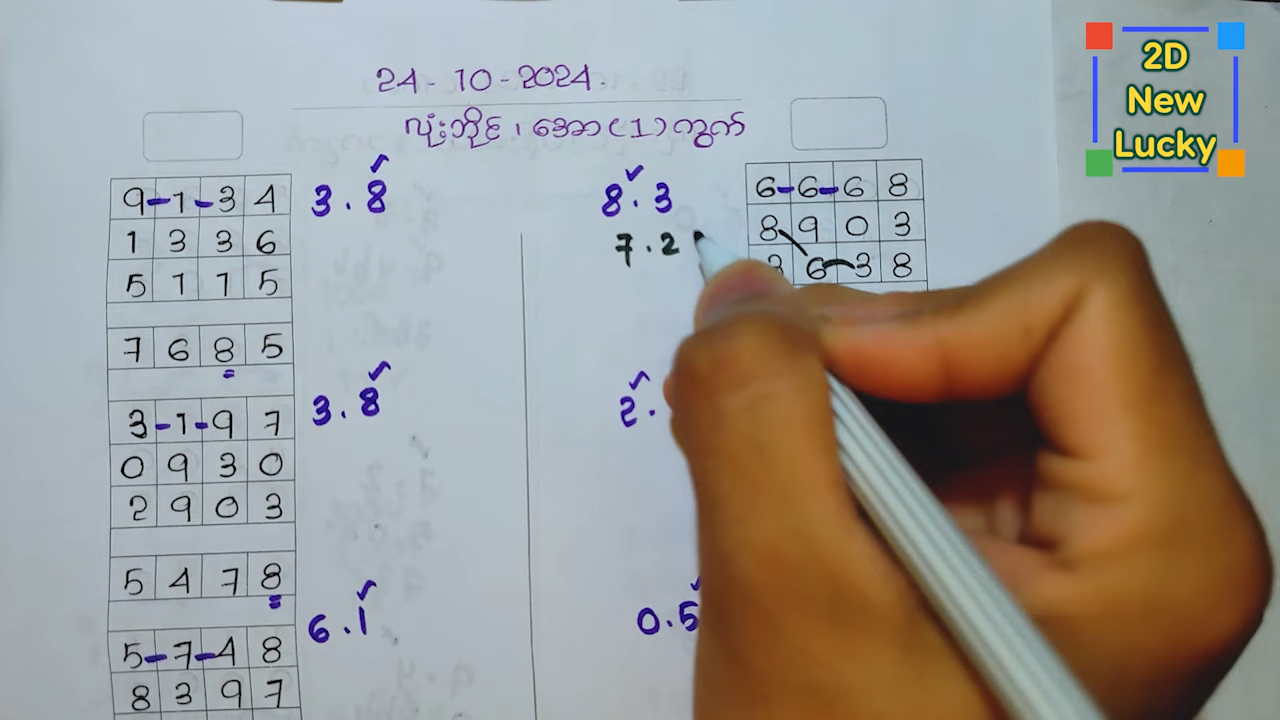 24-10-2024.
လုံးဘိုင်၊ အော(1) ကွက်
2D
New
Lucky
9-1-3 4
1 3 3 6
5 1 1 5
7 6 8 5
3-1-9 7
0 9 3 0
2 9 0 3
5 4 7 8
5-7-4 8
8 3 9 7
3.8
3.8
6.1
8.3
7.2
2.
0.5
6-6-6 8
8 9 0 3
3 6 3 8